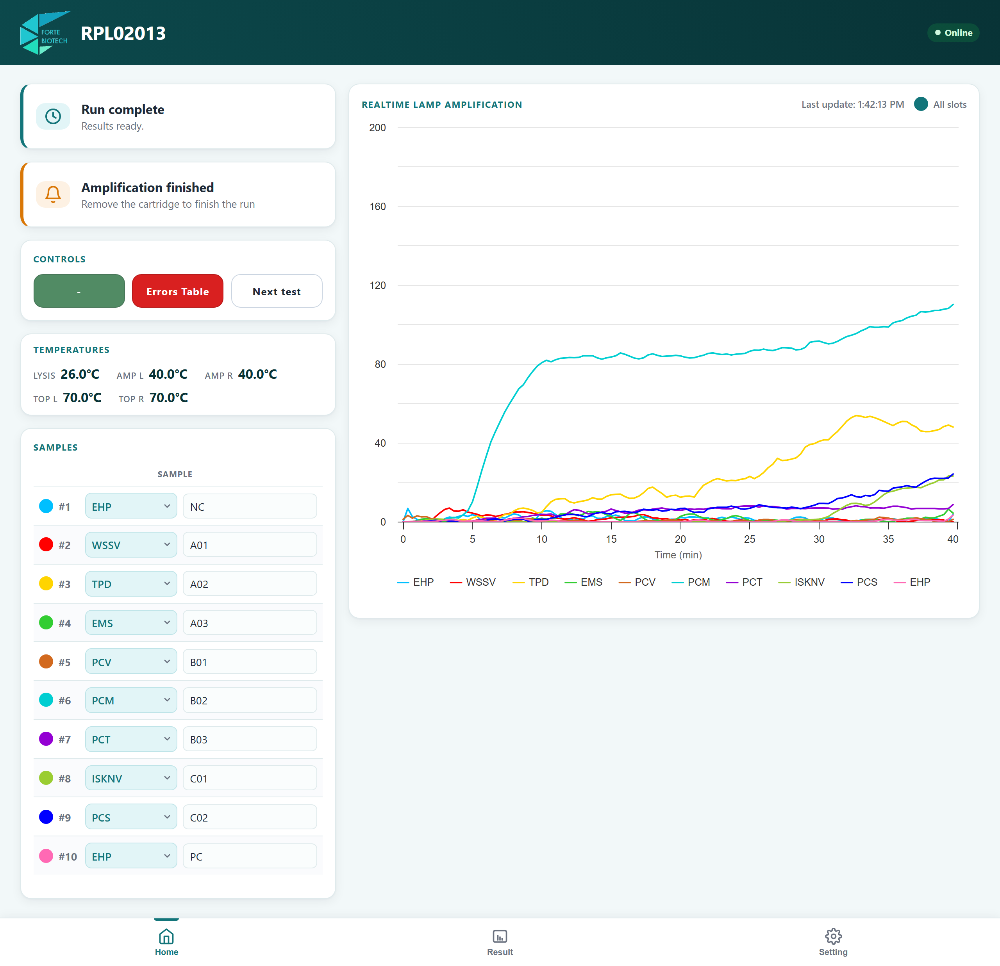 FORTE
BIOTECH
RPL02013
Online
Run complete
Results ready.
Amplification finished
Remove the cartridge to finish the run
CONTROLS
-
Errors Table
Next test
TEMPERATURES
LYSIS 26.0°C AMP L 40.0°C AMP R 40.0°C
TOP L 70.0°C TOP R 70.0°C
SAMPLES
SAMPLE
#1 EHP NC
#2 WSSV A01
#3 TPD A02
#4 EMS A03
#5 PCV B01
#6 PCM B02
#7 PCT B03
#8 ISKNV C01
#9 PCS C02
#10 EHP PC
REALTIME LAMP AMPLIFICATION
Last update: 1:42:13 PM All slots
200
160
120
80
40
0
0 5 10 15 20 25 30 35 40
Time (min)
EHP WSSV TPD EMS PCV PCM PCT ISKNV PCS EHP
Home
Result
Setting